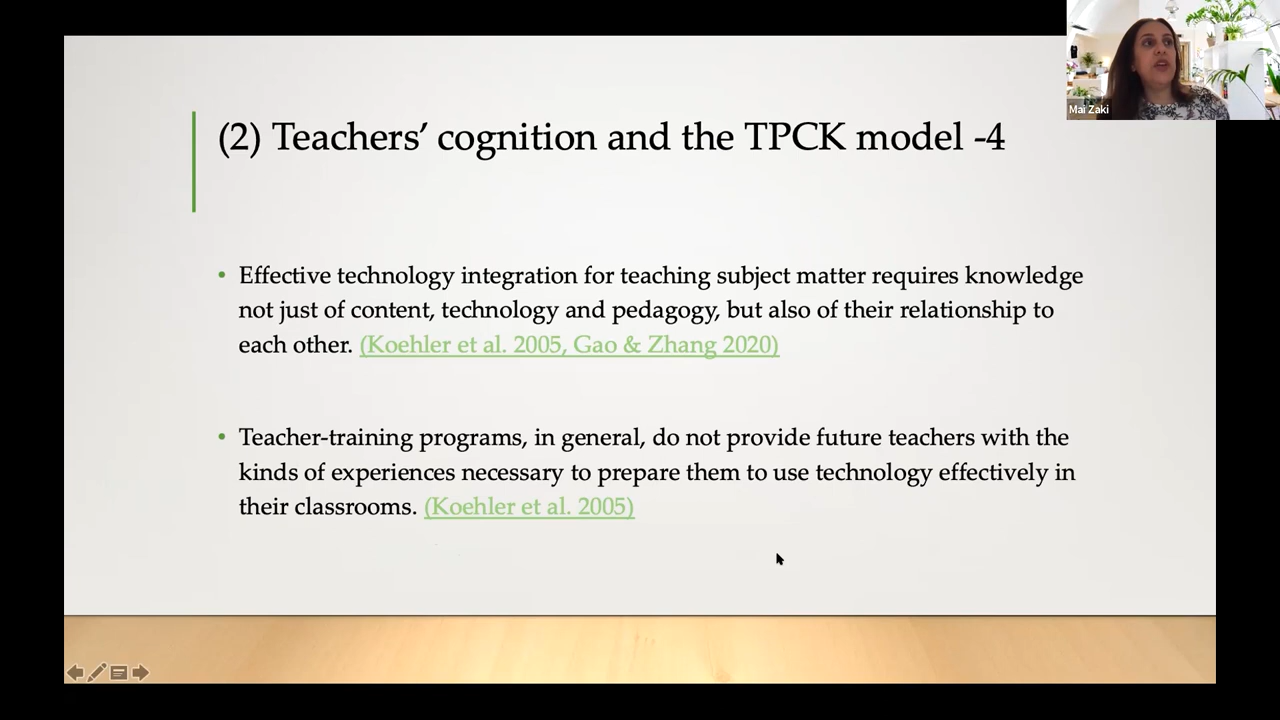 Mai Zaki
(2) Teachers’ cognition and the TPCK model -4
• Effective technology integration for teaching subject matter requires knowledge
not just of content, technology and pedagogy, but also of their relationship to
each other. (Koehler et al. 2005, Gao & Zhang 2020)
• Teacher-training programs, in general, do not provide future teachers with the
kinds of experiences necessary to prepare them to use technology effectively in
their classrooms. (Koehler et al. 2005)